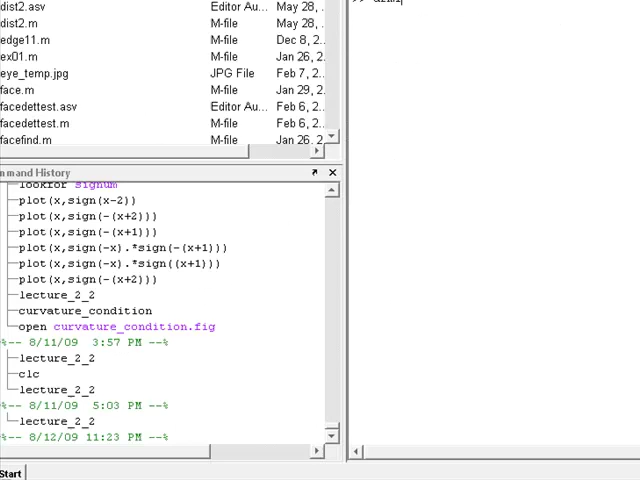 dist2.asv Editor Au... May 28, ...
dist2.m M-file May 28, ...
edge11.m M-file Dec 8, 2...
ex01.m M-file Jan 26, 2...
eye_temp.jpg JPG File Feb 7, 2...
face.m M-file Jan 29, 2...
facedettest.asv Editor Au... Feb 6, 2...
facedettest.m M-file Feb 6, 2...
facefind.m M-file Jan 26, 2...
mmand History
lookfor signum
plot(x,sign(x-2))
plot(x,sign(-(x+2)))
plot(x,sign(-(x+1)))
plot(x,sign(-x).*sign(-(x+1)))
plot(x,sign(-x).*sign((x+1)))
plot(x,sign(-(x+2)))
lecture_2_2
curvature_condition
open curvature_condition.fig
%-- 8/11/09 3:57 PM --%
lecture_2_2
clc
lecture_2_2
%-- 8/11/09 5:03 PM --%
lecture_2_2
%-- 8/12/09 11:23 PM --%
Start